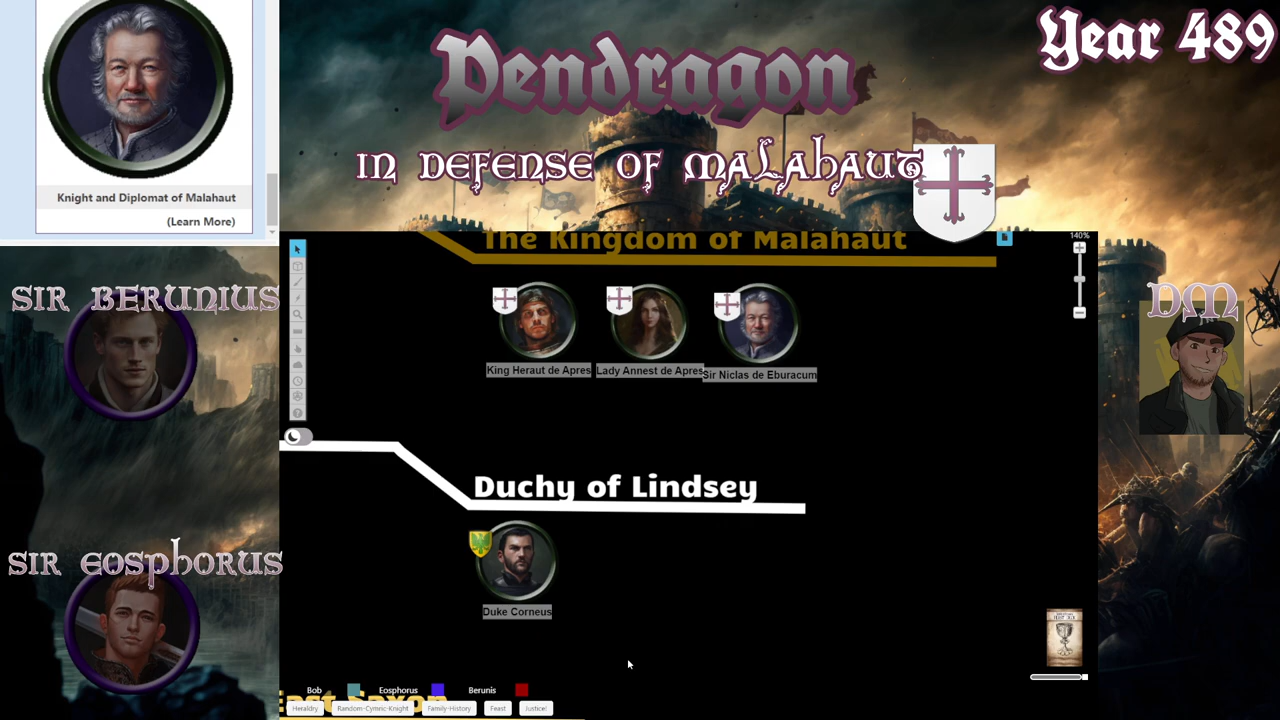 Knight and Diplomat of Malahaut
(Learn More)
Pendragon
IN DEFENSE OF MALAHAUT
Year 489
SIR BERUNIUS
SIR EOSPHORUS
DM
The Kingdom of Malahaut
140%
King Heraut de Apres
Lady Annest de Apres
Sir Niclas de Eburacum
Duchy of Lindsey
Duke Corneus
Bob
Eosphorus
Berunis
East Saxon
Heraldry
Random-Cymric-Knight
Family-History
Feast
Justice!